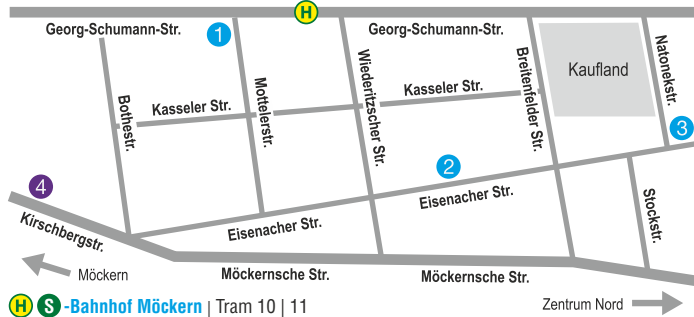 H
Georg-Schumann-Str.
1
Georg-Schumann-Str.
Bothestr.
Mottelerstr.
Wiederitzscher Str.
Breitenfelder Str.
Kaufland
Natonekstr.
Kasseler Str.
Kasseler Str.
3
2
4
Eisenacher Str.
Eisenacher Str.
Stockstr.
Kirschbergstr.
Möckern
Möckernsche Str.
Möckernsche Str.
H S -Bahnhof Möckern | Tram 10 | 11
Zentrum Nord